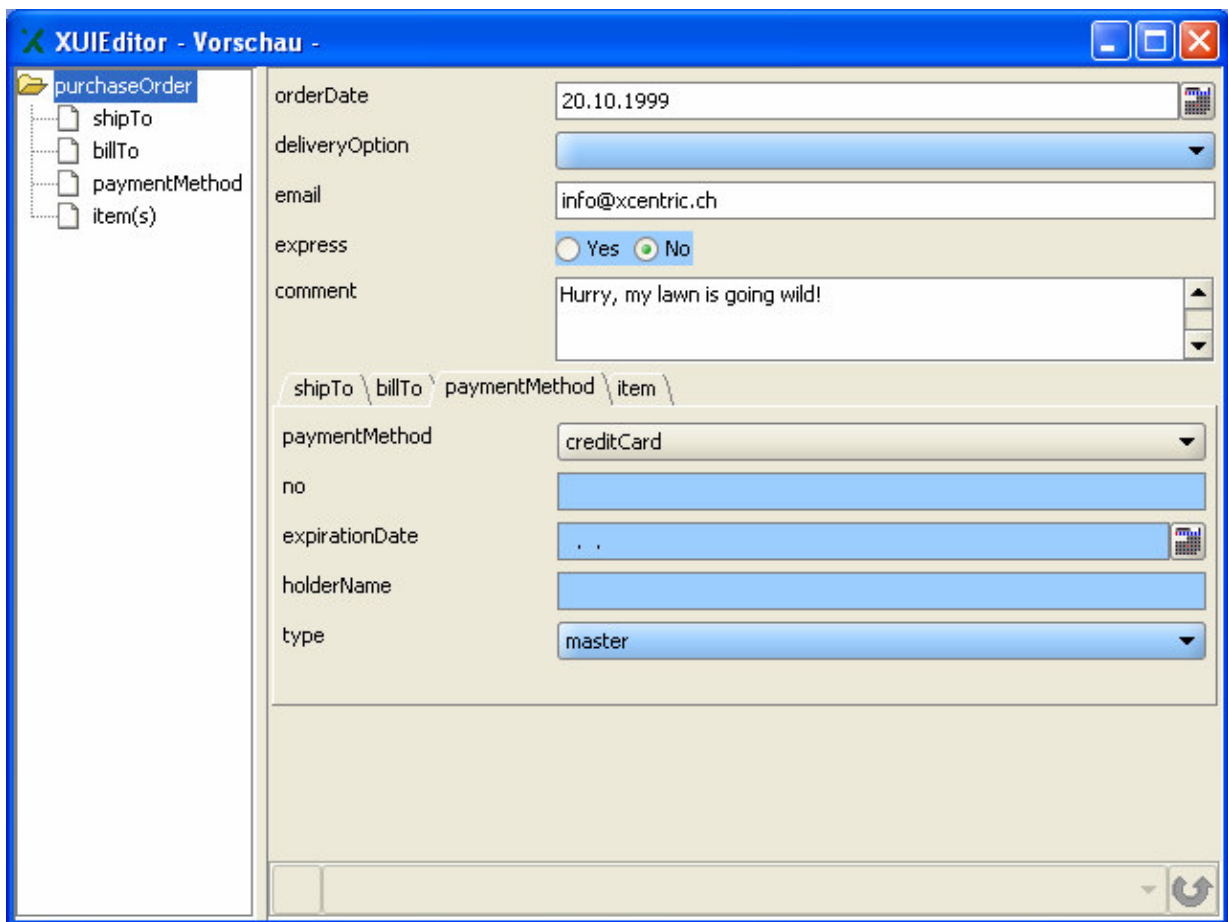 XUIEditor - Vorschau -
purchaseOrder
shipTo
billTo
paymentMethod
item(s)
orderDate 20.10.1999
deliveryOption
email info@xcentric.ch
express Yes No
comment Hurry, my lawn is going wild!
shipTo billTo paymentMethod item
paymentMethod creditCard
no
expirationDate . .
holderName
type master